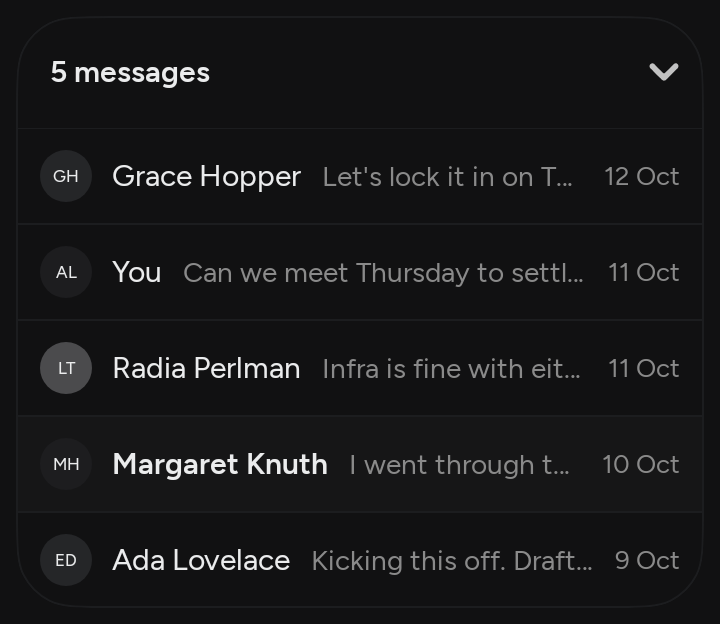 5 messages
GH Grace Hopper Let's lock it in on T... 12 Oct
AL You Can we meet Thursday to settl... 11 Oct
LT Radia Perlman Infra is fine with eit... 11 Oct
MH Margaret Knuth I went through t... 10 Oct
ED Ada Lovelace Kicking this off. Draft... 9 Oct